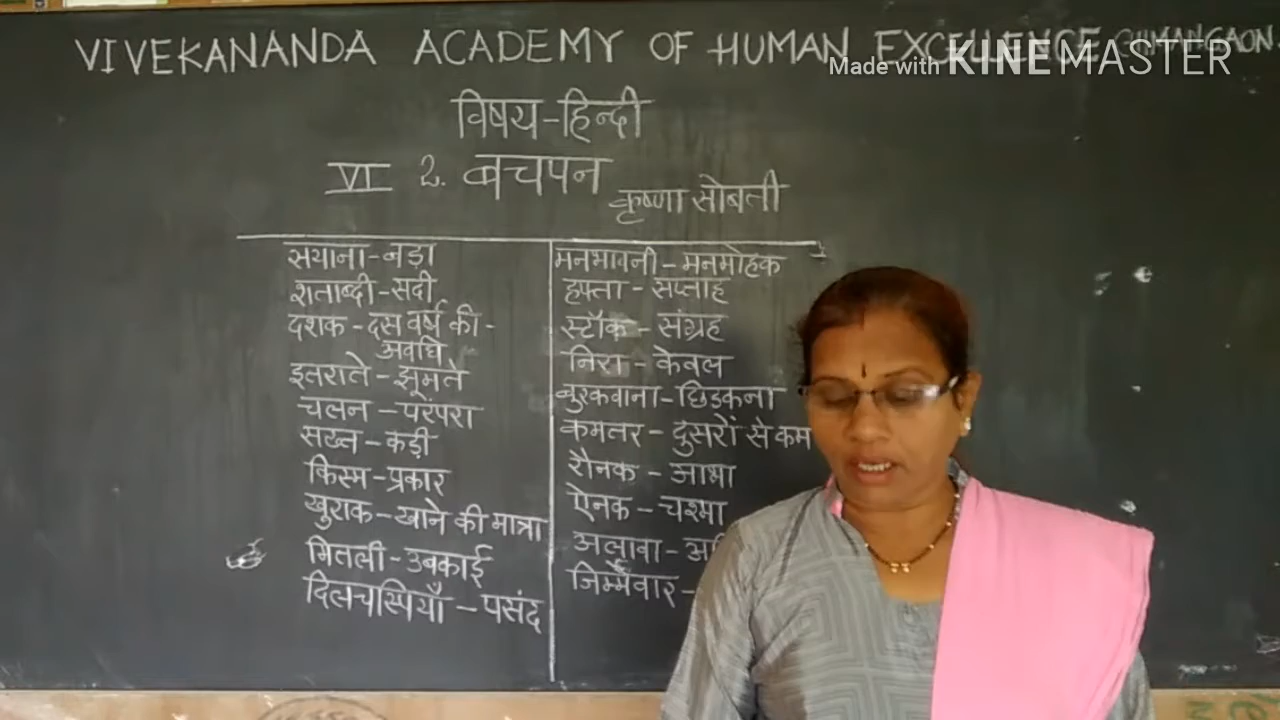 VIVEKANANDA ACADEMY OF HUMAN EXCELLENCE
Made with KINEMASTER
विषय-हिन्दी
VI 2. बचपन
कृष्णा सोबती
सयाना-बड़ा
शताब्दी-सदी
दशक-दस वर्ष की-
अवधि
इतराते-झूमते
चलन-परंपरा
सख्त-कड़ी
किस्म-प्रकार
खुराक-खाने की मात्रा
मितली-उबकाई
दिलचस्पियाँ-पसंद
मनभावनी-मनमोहक
हफ्ता-सप्ताह
स्टॉक-संग्रह
निरा-केवल
बुरकवाना-छिडकना
कमतर-दुसरों से कम
रौनक-आभा
ऐनक-चश्मा
अलावा-
जिम्मेवार-